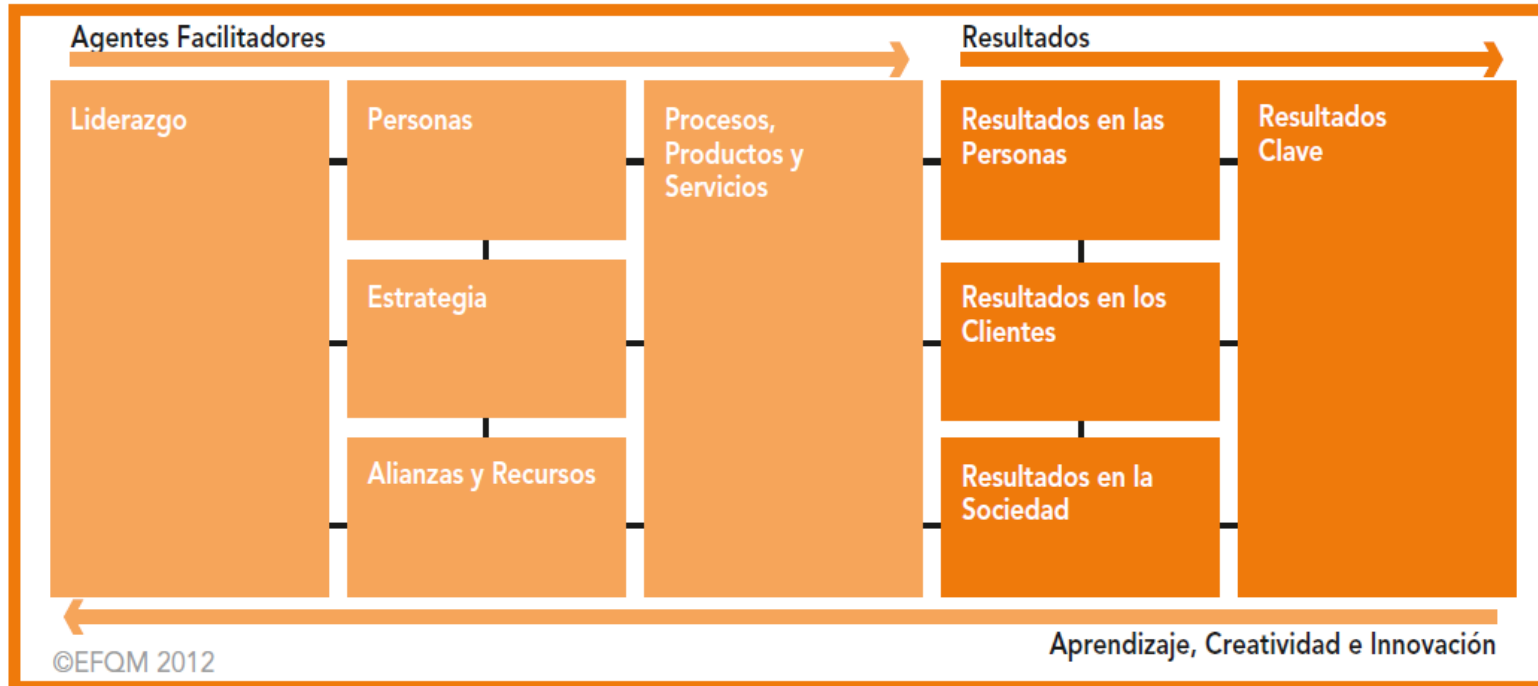 Agentes Facilitadores
Resultados
Liderazgo
Personas
Procesos,
Productos y
Servicios
Resultados en las
Personas
Resultados
Clave
Estrategia
Resultados en los
Clientes
Alianzas y Recursos
Resultados en la
Sociedad
Aprendizaje, Creatividad e Innovación
©EFQM 2012